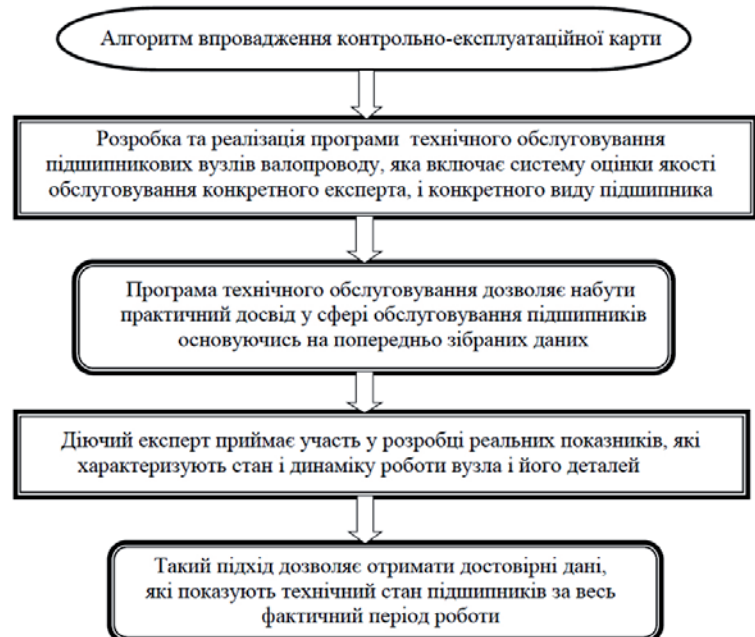 Алгоритм впровадження контрольно-експлуатаційної карти
Розробка та реалізація програми технічного обслуговування
підшипникових вузлів валопроводу, яка включає систему оцінки якості
обслуговування конкретного експерта, і конкретного виду підшипника
Програма технічного обслуговування дозволяє набути
практичний досвід у сфері обслуговування підшипників
основуючись на попередньо зібраних даних
Діючий експерт приймає участь у розробці реальних показників, які
характеризують стан і динаміку роботи вузла і його деталей
Такий підхід дозволяє отримати достовірні дані,
які показують технічний стан підшипників за весь
фактичний період роботи